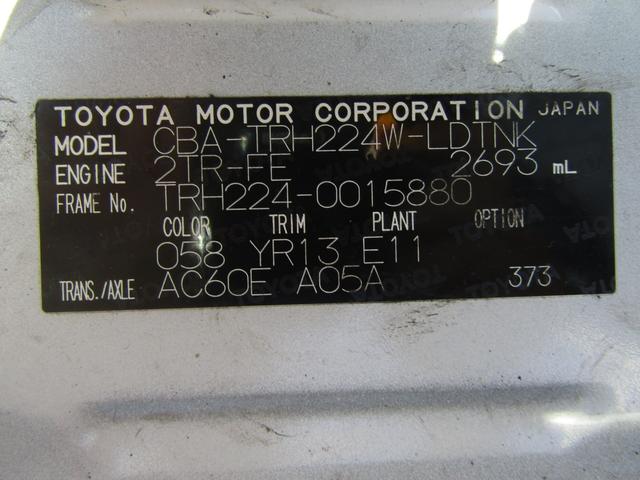 TOYOTA MOTOR CORPORATION JAPAN
MODEL CBA-TRH224W-LDTNK
ENGINE 2TR-FE 2693 mL
FRAME No. TRH224-0015880
COLOR TRIM PLANT OPTION
058 YR13 E11
TRANS./AXLE AC60E A05A 373